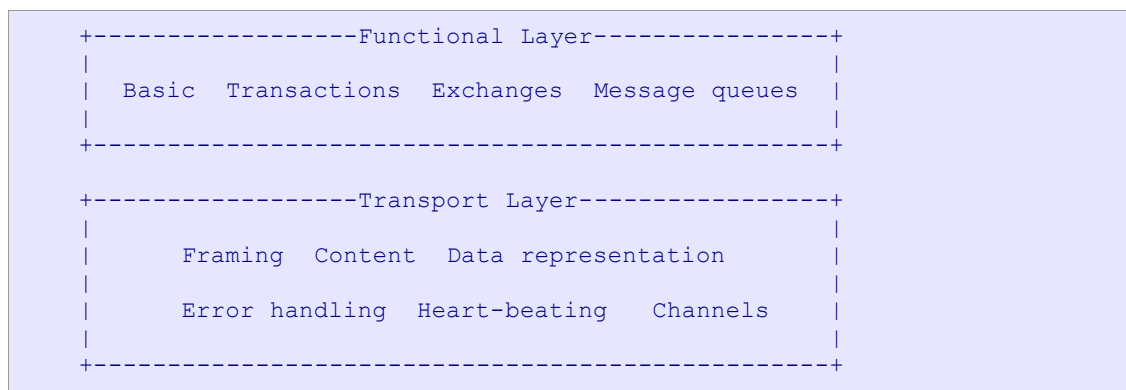 +------------------Functional Layer----------------+
|                                                  |
|  Basic  Transactions  Exchanges  Message queues  |
|                                                  |
+--------------------------------------------------+

+------------------Transport Layer-----------------+
|                                                  |
|      Framing  Content  Data representation       |
|                                                  |
|      Error handling  Heart-beating   Channels    |
|                                                  |
+--------------------------------------------------+